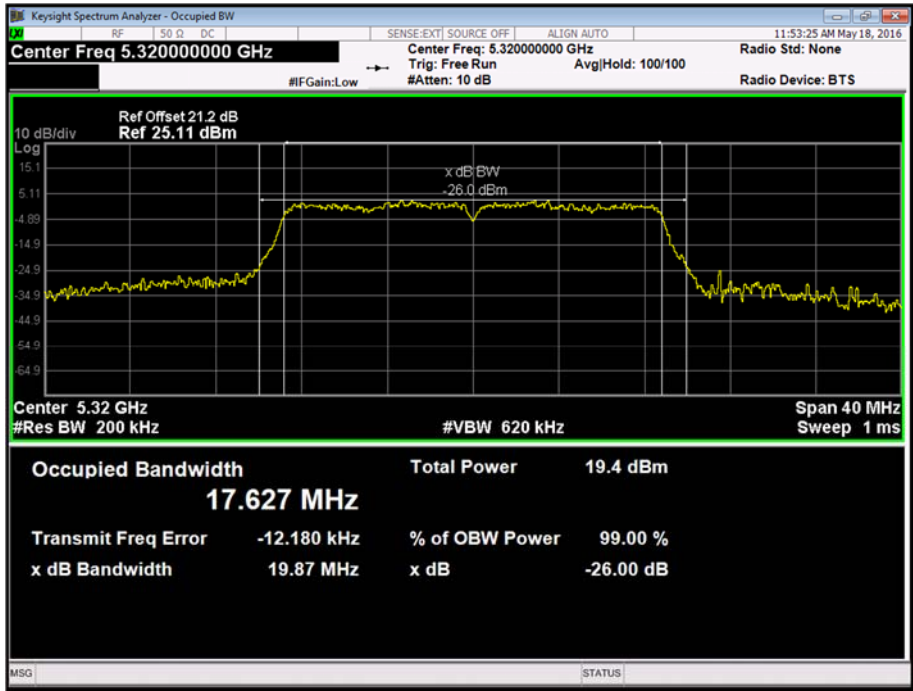 Keysight Spectrum Analyzer - Occupied BW
LXI RF 50 Ω DC SENSE:EXT SOURCE OFF ALIGN AUTO 11:53:25 AM May 18, 2016
Center Freq 5.320000000 GHz Center Freq: 5.320000000 GHz Radio Std: None
Trig: Free Run Avg|Hold: 100/100
#IFGain:Low #Atten: 10 dB Radio Device: BTS
Ref Offset 21.2 dB
10 dB/div Ref 25.11 dBm
Log
15.1
x dB BW
5.11
-26.0 dBm
-4.89
-14.9
-24.9
-34.9
-44.9
-54.9
-64.9
Center 5.32 GHz Span 40 MHz
#Res BW 200 kHz #VBW 620 kHz Sweep 1 ms
Occupied Bandwidth Total Power 19.4 dBm
17.627 MHz
Transmit Freq Error -12.180 kHz % of OBW Power 99.00 %
x dB Bandwidth 19.87 MHz x dB -26.00 dB
MSG STATUS